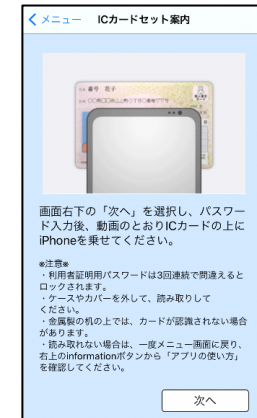 メニュー ICカードセット案内
氏名 番号 花子
画面右下の「次へ」を選択し、パスワー
ド入力後、動画のとおりICカードの上に
iPhoneを乗せてください。
※注意※
・利用者証明用パスワードは3回連続で間違えると
ロックされます。
・ケースやカバーを外して、読み取りして
ください。
・金属製の机の上では、カードが認識されない場合
があります。
・読み取れない場合は、一度メニュー画面に戻り、
右上のinformationボタンから「アプリの使い方」
を確認してください。
次へ